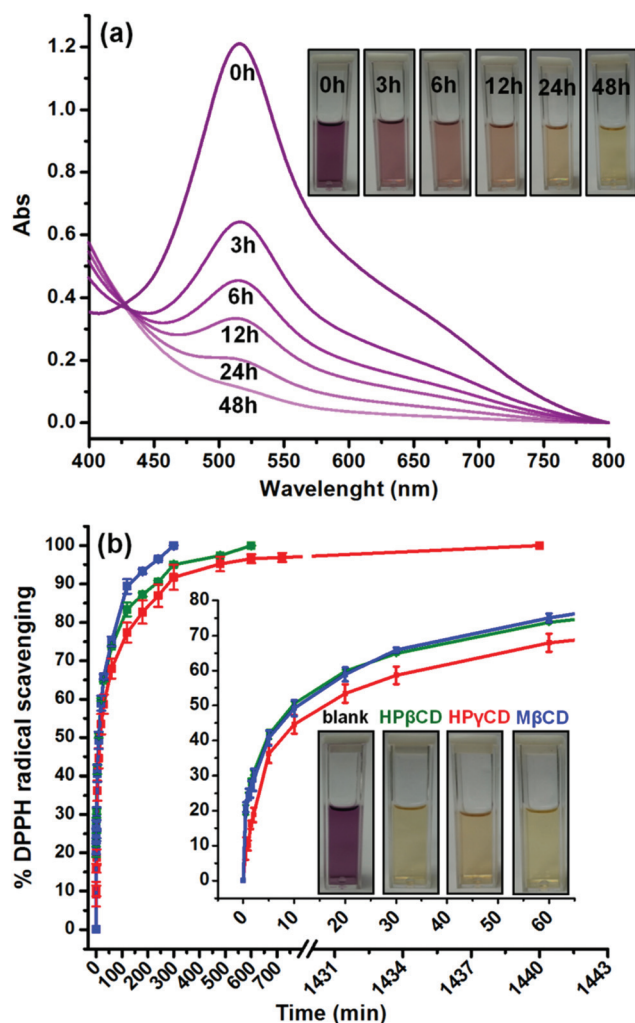 (a)
1.2
1.0
0.8
0.6
0.4
0.2
0.0
Abs
0h
3h
6h
12h
24h
48h
0h
3h
6h
12h
24h
48h
400 450 500 550 600 650 700 750 800
Wavelenght (nm)
(b)
100
90
80
70
60
50
40
30
20
10
0
% DPPH radical scavenging
80
70
60
50
40
30
20
10
0
blank HPβCD HPγCD MβCD
0 10 20 30 40 50 60
0 100 200 300 400 500 600 700 1431 1434 1437 1440 1443
Time (min)